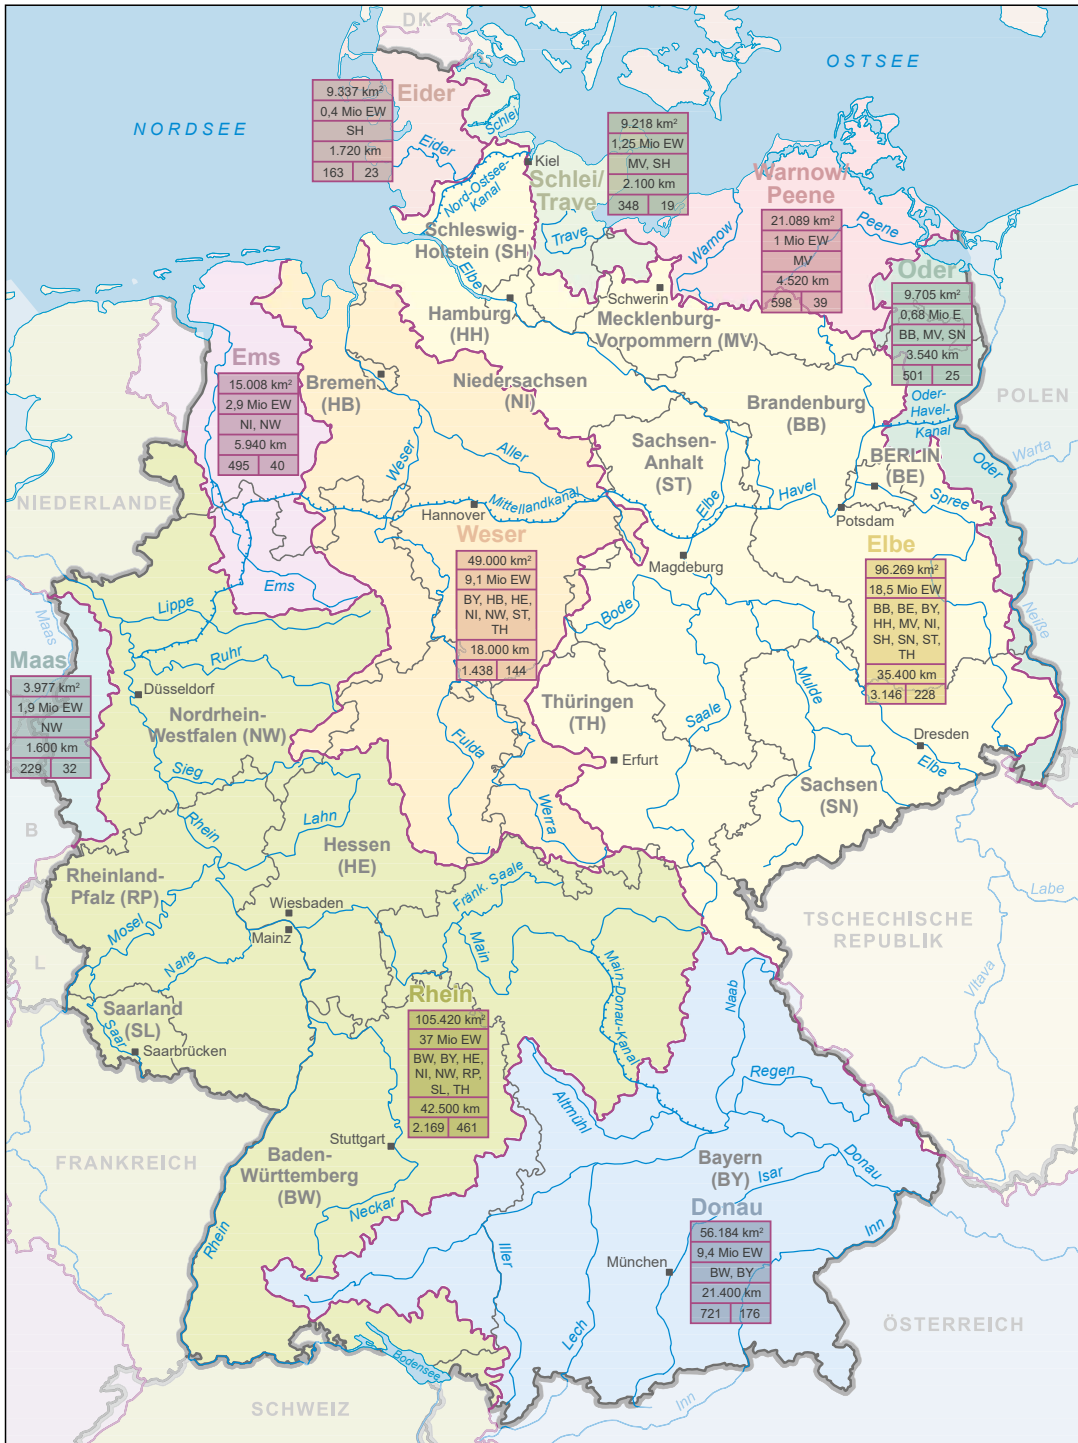 DK
OSTSEE
NORDSEE
Eider
9.337 km²
0,4 Mio EW
SH
1.720 km
163 23
Schlei
Eider
Nord-Ostsee-
Kanal
Kiel
9.218 km²
1,25 Mio EW
MV, SH
2.100 km
348 19
Schlei/
Trave
Trave
Warnow/
Peene
21.089 km²
1 Mio EW
MV
4.520 km
598 39
Warnow
Peene
Schleswig-
Holstein (SH)
Elbe
Hamburg
(HH)
Schwerin
Mecklenburg-
Vorpommern (MV)
Oder
9.705 km²
0,68 Mio E
BB, MV, SN
3.540 km
501 25
Ems
15.008 km²
2,9 Mio EW
NI, NW
5.940 km
495 40
Bremen
(HB)
Niedersachsen
(NI)
Brandenburg
(BB)
Oder-
Havel-
Kanal
POLEN
Warta
Oder
Weser
Aller
Sachsen-
Anhalt
(ST)
BERLIN
(BE)
NIEDERLANDE
Hannover
Mittellandkanal
Elbe
Havel
Spree
Potsdam
Weser
49.000 km²
9,1 Mio EW
BY, HB, HE,
NI, NW, ST,
TH
18.000 km
1.438 144
Magdeburg
Elbe
96.269 km²
18,5 Mio EW
BB, BE, BY,
HH, MV, NI,
SH, SN, ST,
TH
35.400 km
3.146 228
Ems
Lippe
Maas
Bode
Neiße
Ruhr
Maas
3.977 km²
1,9 Mio EW
NW
1.600 km
229 32
Düsseldorf
Nordrhein-
Westfalen (NW)
Thüringen
(TH)
Saale
Mulde
Dresden
Elbe
Fulda
Erfurt
Sieg
Sachsen
(SN)
Werra
Rhein
Lahn
B
Hessen
(HE)
Rheinland-
Pfalz (RP)
Fränk. Saale
Labe
Wiesbaden
Mainz
Mosel
Nahe
Main
TSCHECHISCHE
REPUBLIK
L
Main-Donau-Kanal
Naab
Vltava
Saarland
(SL)
Saar
Saarbrücken
Rhein
105.420 km²
37 Mio EW
BW, BY, HE,
NI, NW, RP,
SL, TH
42.500 km
2.169 461
Regen
Altmühl
Stuttgart
FRANKREICH
Baden-
Württemberg
(BW)
Neckar
Bayern
(BY)
Isar
Donau
Donau
56.184 km²
9,4 Mio EW
BW, BY
21.400 km
721 176
Inn
Rhein
Iller
München
Lech
ÖSTERREICH
Bodensee
Inn
SCHWEIZ